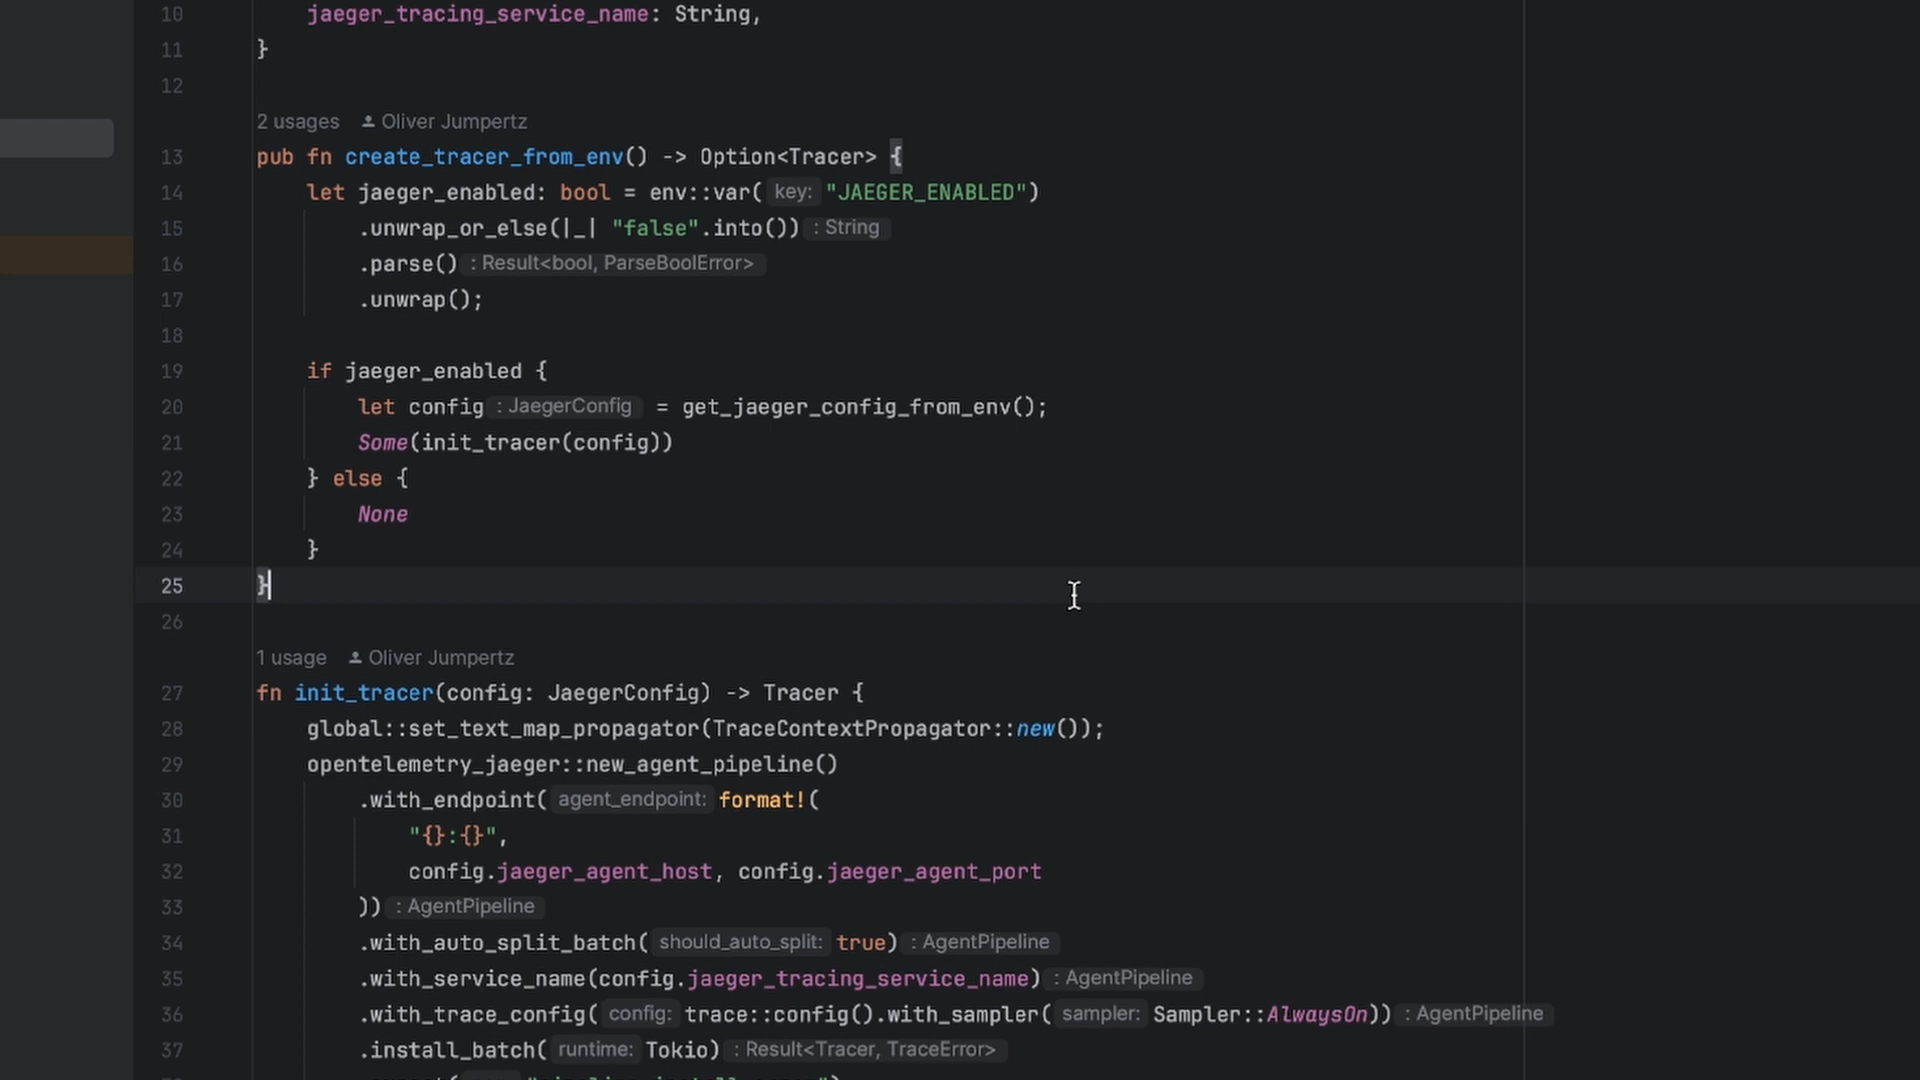 10 jaeger_tracing_service_name: String,
11 }
12
2 usages Oliver Jumpertz
13 pub fn create_tracer_from_env() -> Option<Tracer> {
14 let jaeger_enabled: bool = env::var( key: "JAEGER_ENABLED")
15 .unwrap_or_else(|_| "false".into()) : String
16 .parse() : Result<bool, ParseBoolError>
17 .unwrap();
18
19 if jaeger_enabled {
20 let config : JaegerConfig = get_jaeger_config_from_env();
21 Some(init_tracer(config))
22 } else {
23 None
24 }
25 }
26
1 usage Oliver Jumpertz
27 fn init_tracer(config: JaegerConfig) -> Tracer {
28 global::set_text_map_propagator(TraceContextPropagator::new());
29 opentelemetry_jaeger::new_agent_pipeline()
30 .with_endpoint( agent_endpoint: format!(
31 "{}:{}",
32 config.jaeger_agent_host, config.jaeger_agent_port
33 )) : AgentPipeline
34 .with_auto_split_batch( should_auto_split: true) : AgentPipeline
35 .with_service_name(config.jaeger_tracing_service_name) : AgentPipeline
36 .with_trace_config( config: trace::config().with_sampler( sampler: Sampler::AlwaysOn)) : AgentPipeline
37 .install_batch( runtime: Tokio) : Result<Tracer, TraceError>